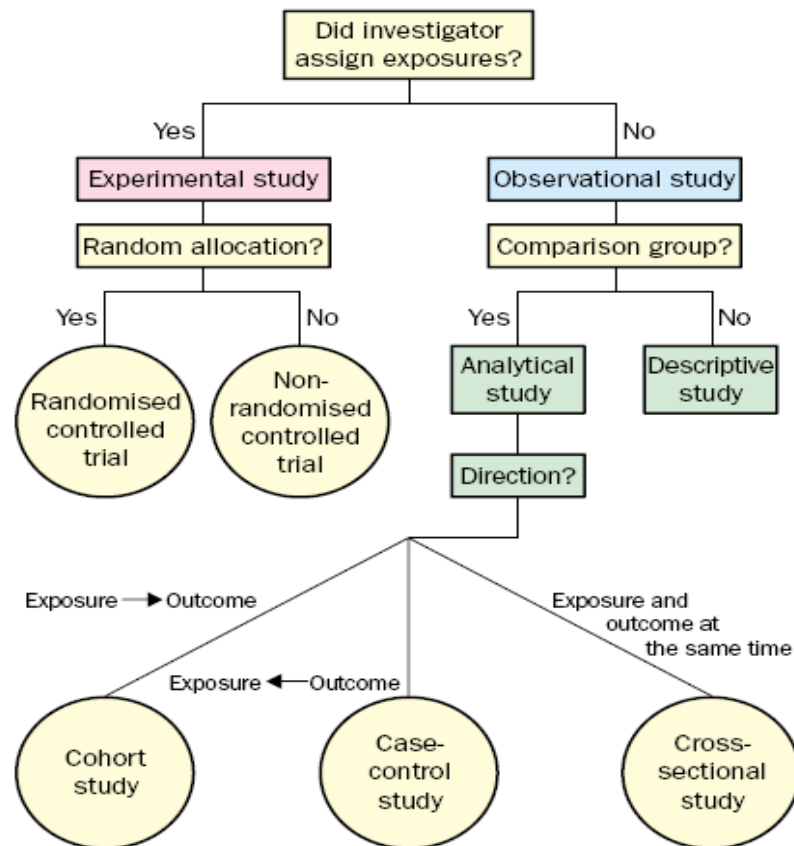 Did investigator
assign exposures?
Yes
No
Experimental study
Observational study
Random allocation?
Comparison group?
Yes
No
Yes
No
Randomised
controlled
trial
Non-
randomised
controlled
trial
Analytical
study
Descriptive
study
Direction?
Exposure → Outcome
Exposure and
outcome at
the same time
Exposure ← Outcome
Cohort
study
Case-
control
study
Cross-
sectional
study